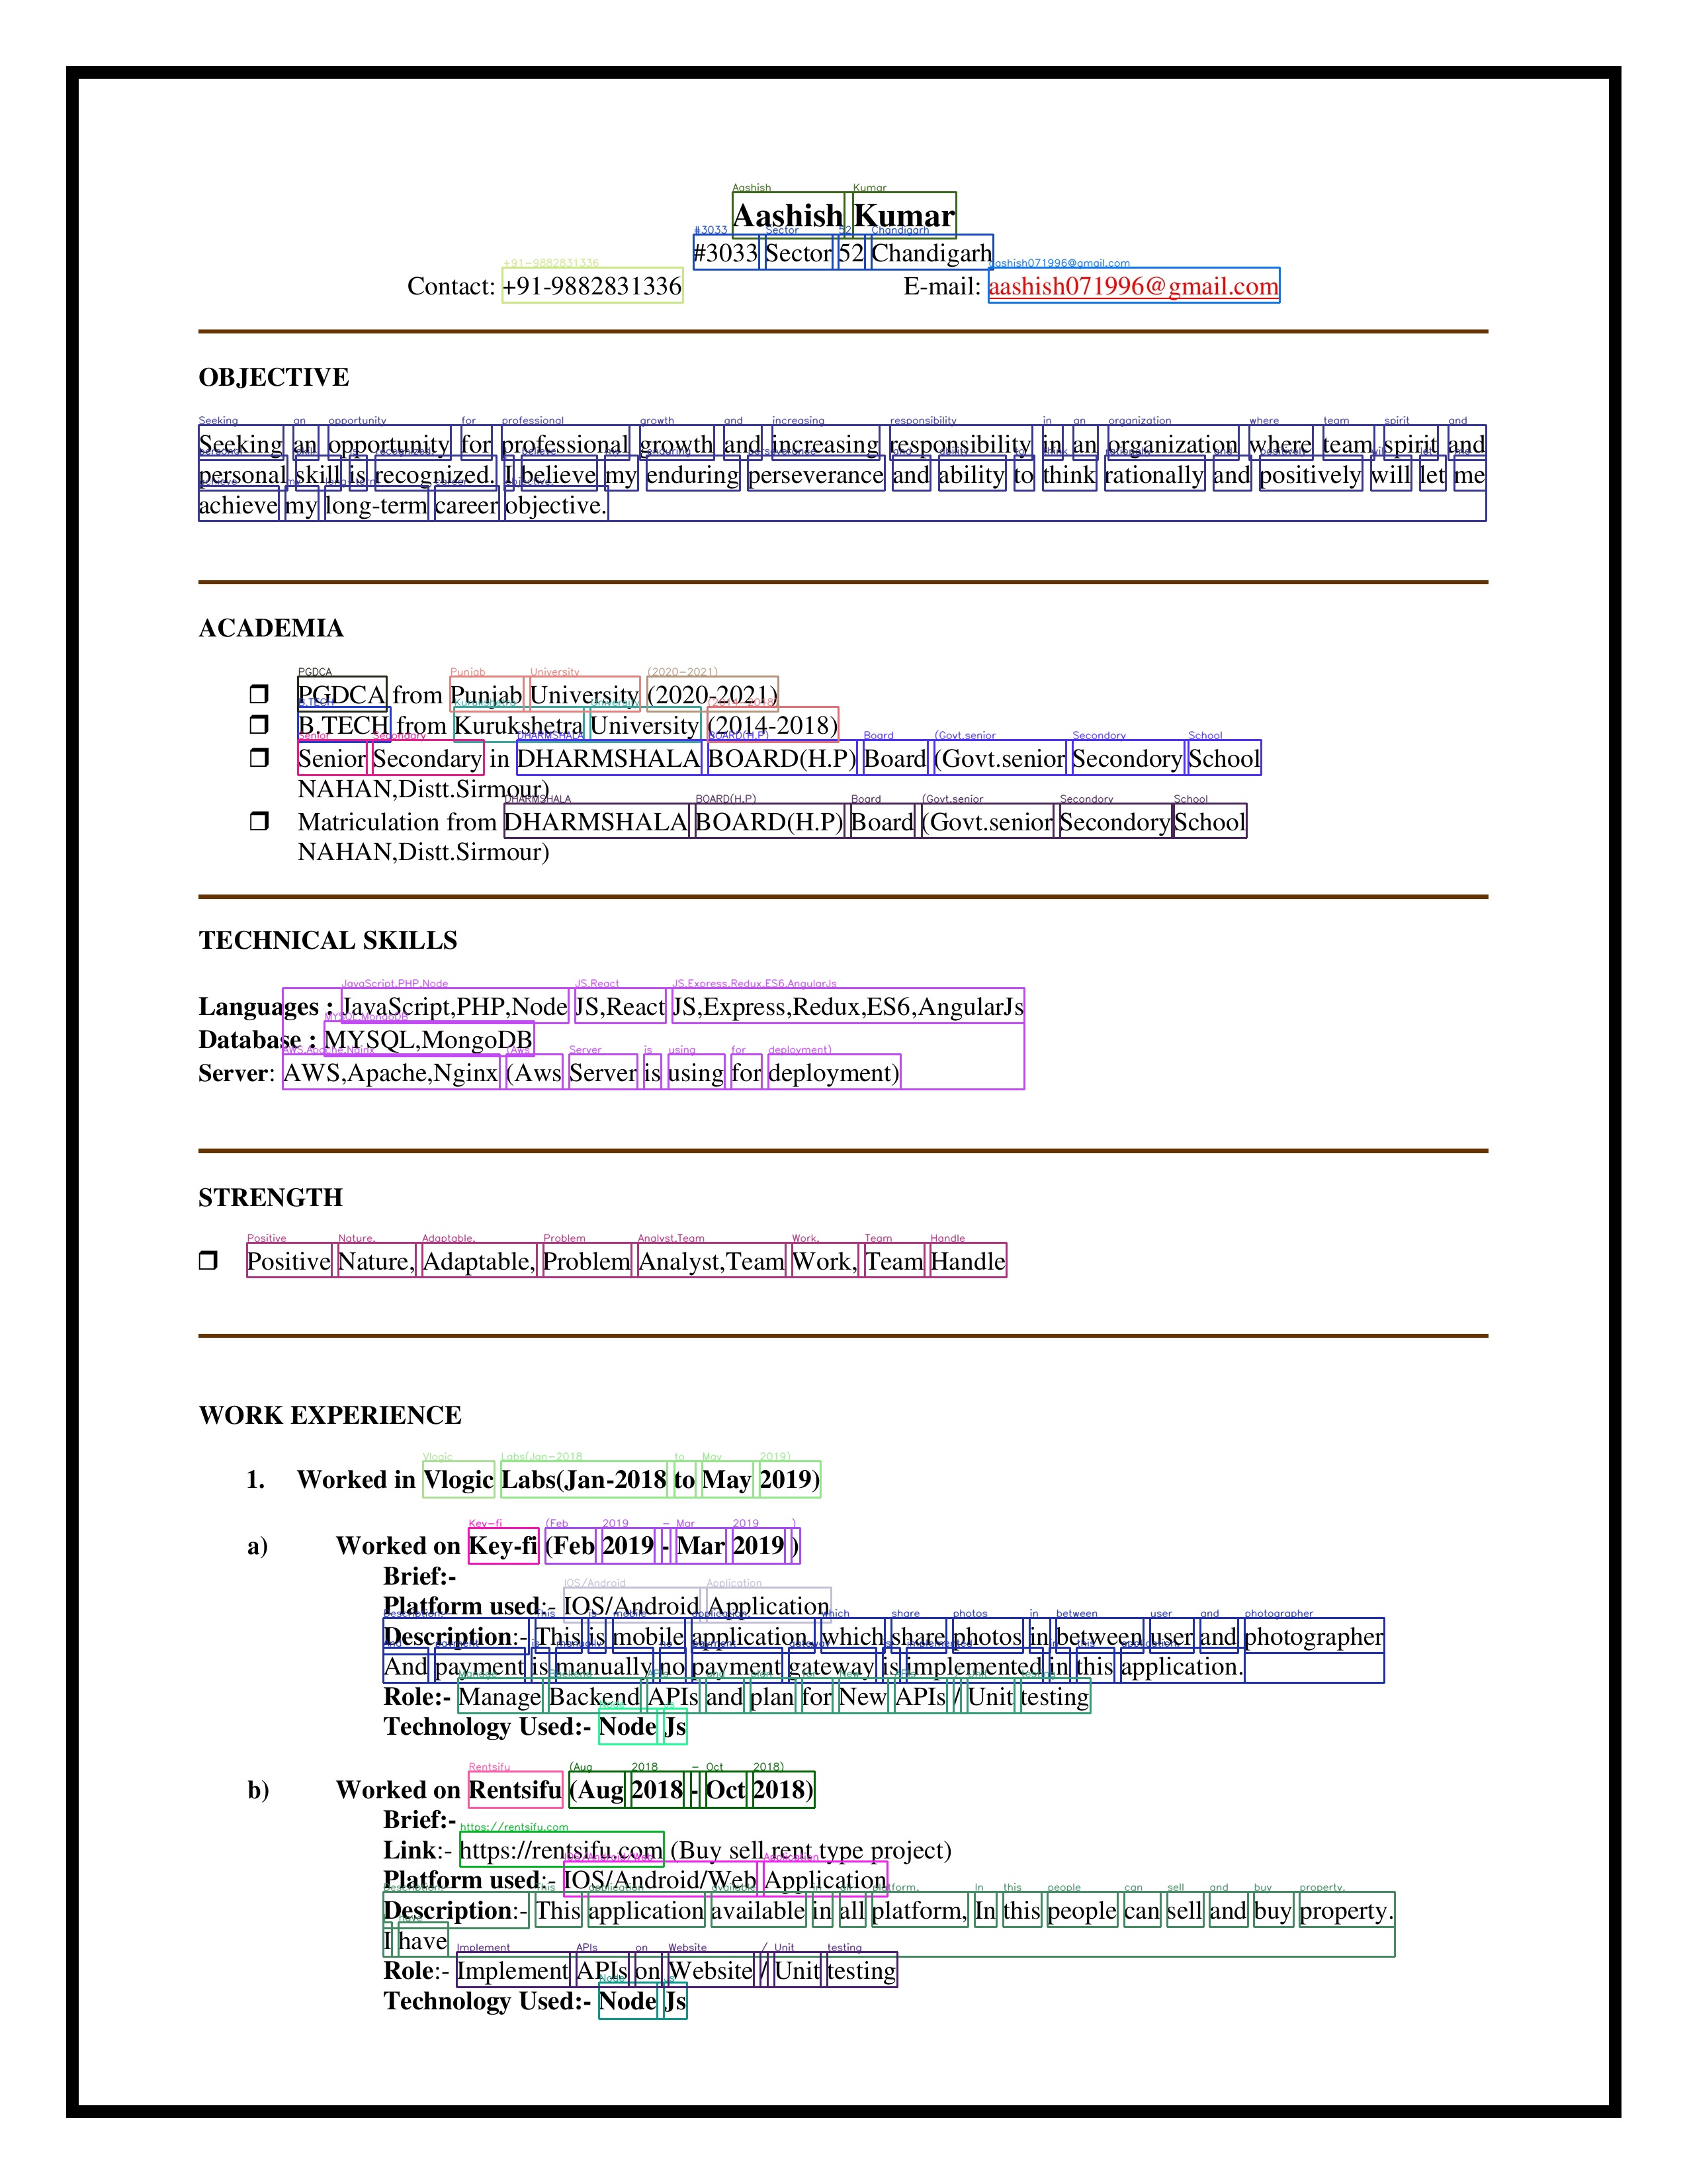 Aashish Kumar
#3033 Sector 52 Chandigarh
Contact: +91-9882831336 E-mail: aashish071996@gmail.com
OBJECTIVE
Seeking an opportunity for professional growth and increasing responsibility in an organization where team spirit and
personal skill is recognized. I believe my enduring perseverance and ability to think rationally and positively will let me
achieve my long-term career objective.
ACADEMIA
❒ PGDCA from Punjab University (2020-2021)
❒ B.TECH from Kurukshetra University (2014-2018)
❒ Senior Secondary in DHARMSHALA BOARD(H.P) Board (Govt.senior Secondory School
NAHAN,Distt.Sirmour)
❒ Matriculation from DHARMSHALA BOARD(H.P) Board (Govt.senior Secondory School
NAHAN,Distt.Sirmour)
TECHNICAL SKILLS
Languages : JavaScript,PHP,Node JS,React JS,Express,Redux,ES6,AngularJs
Database : MYSQL,MongoDB
Server: AWS,Apache,Nginx (Aws Server is using for deployment)
STRENGTH
❒ Positive Nature, Adaptable, Problem Analyst,Team Work, Team Handle
WORK EXPERIENCE
1. Worked in Vlogic Labs(Jan-2018 to May 2019)
a) Worked on Key-fi (Feb 2019 - Mar 2019 )
Brief:-
Platform used:- IOS/Android Application
Description:- This is mobile application, which share photos in between user and photographer
And payment is manually no payment gateway is implemented in this application.
Role:- Manage Backend APIs and plan for New APIs / Unit testing
Technology Used:- Node Js
b) Worked on Rentsifu (Aug 2018 - Oct 2018)
Brief:-
Link:- https://rentsifu.com (Buy sell rent type project)
Platform used:- IOS/Android/Web Application
Description:- This application available in all platform, In this people can sell and buy property.
I have
Role:- Implement APIs on Website / Unit testing
Technology Used:- Node Js